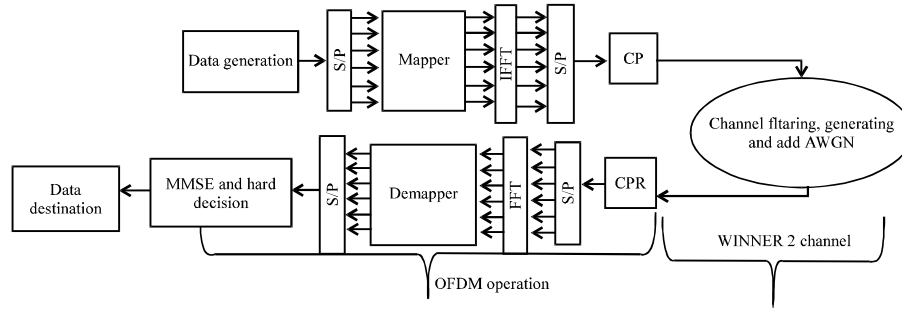 Data generation
S/P
Mapper
IFFT
S/P
CP
Channel fltaring, generating
and add AWGN
Data
destination
MMSE and hard
decision
S/P
Demapper
FFT
S/P
CPR
WINNER 2 channel
OFDM operation